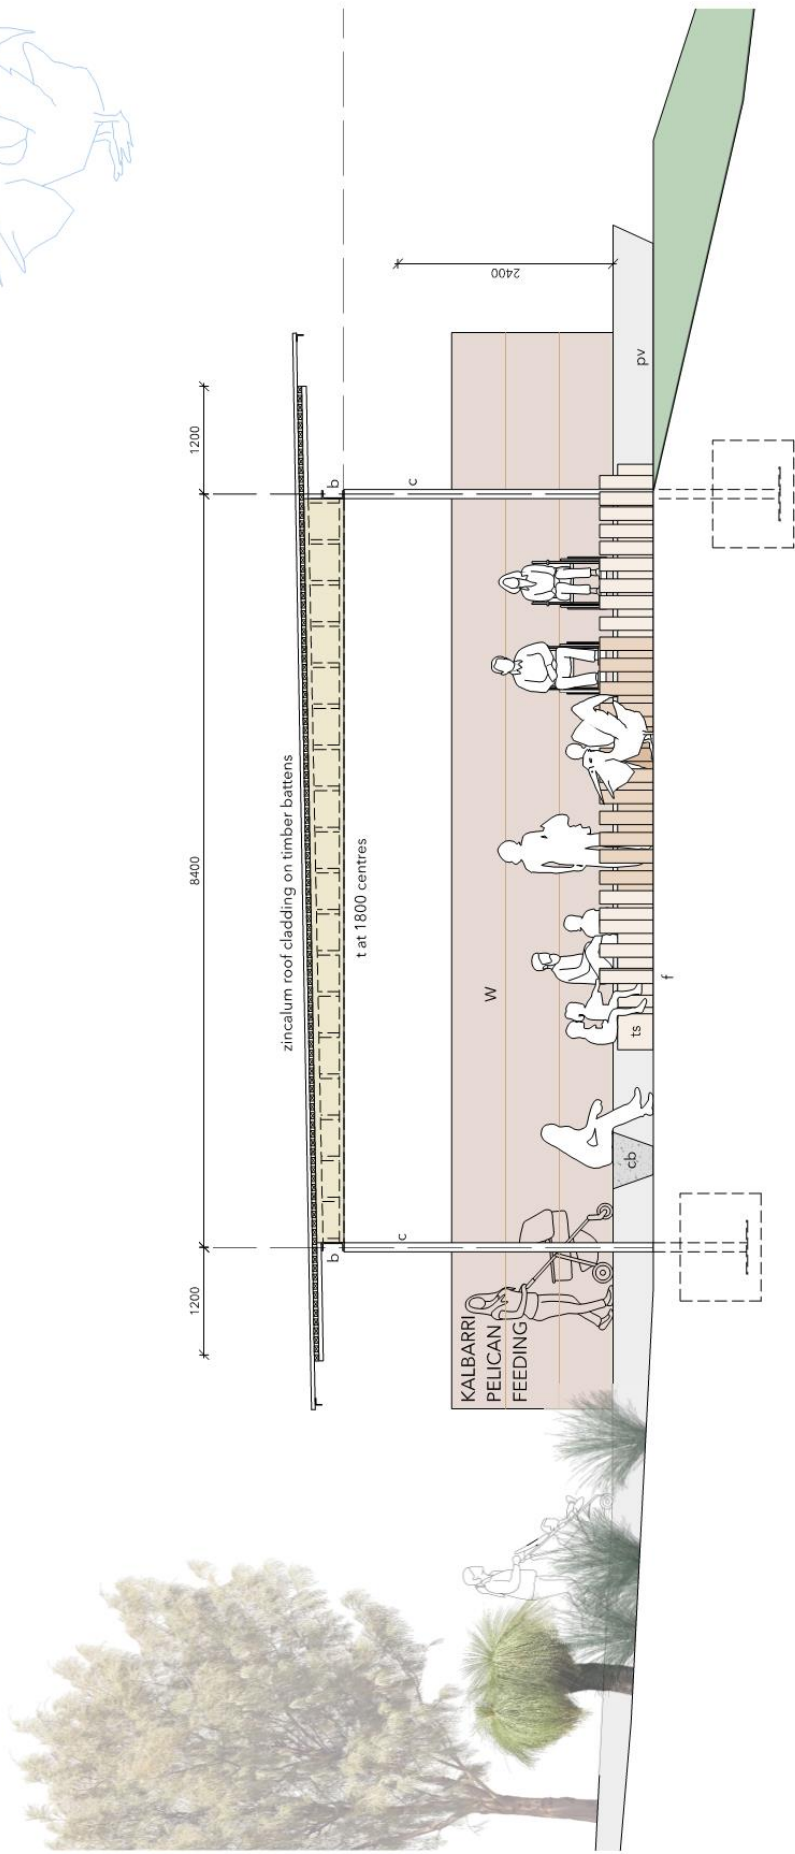 1200
8400
1200
zincalum roof cladding on timber battens
t at 1800 centres
b
b
c
c
2400
KALBARRI
PELICAN
FEEDING
W
cb
ts
f
pv